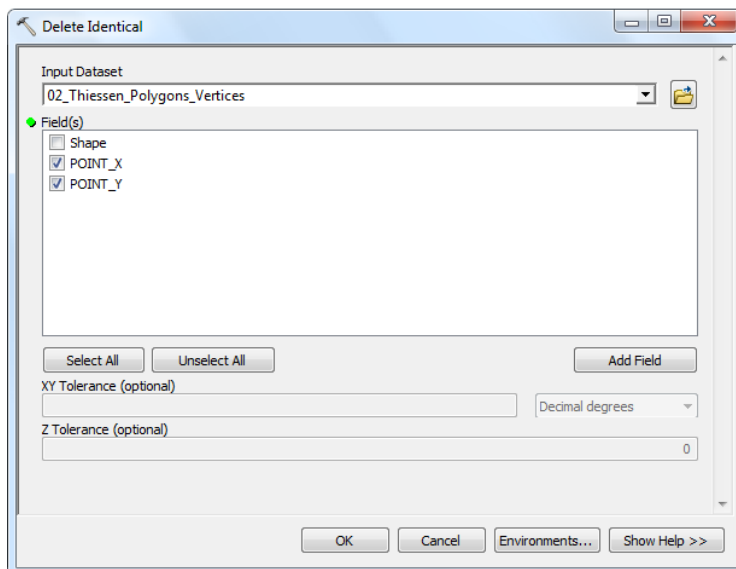 Delete Identical
Input Dataset
02_Thiessen_Polygons_Vertices
Field(s)
Shape
POINT_X
POINT_Y
Select All Unselect All Add Field
XY Tolerance (optional)
Decimal degrees
Z Tolerance (optional)
0
OK Cancel Environments... Show Help >>